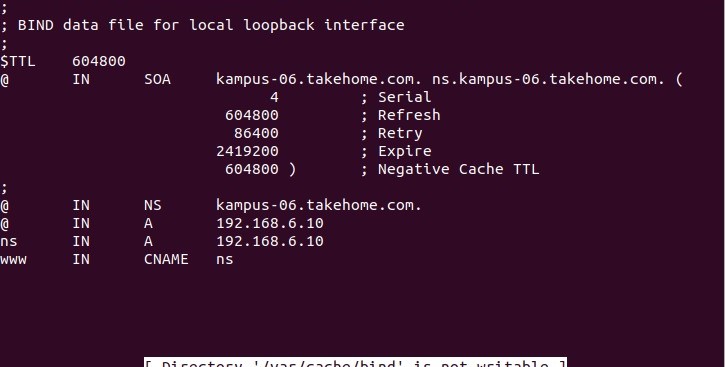 ;
; BIND data file for local loopback interface
;
$TTL    604800
@       IN      SOA     kampus-06.takehome.com. ns.kampus-06.takehome.com. (
                              4         ; Serial
                         604800         ; Refresh
                          86400         ; Retry
                        2419200         ; Expire
                         604800 )       ; Negative Cache TTL
;
@       IN      NS      kampus-06.takehome.com.
@       IN      A       192.168.6.10
ns      IN      A       192.168.6.10
www     IN      CNAME   ns
[ Directory '/var/cache/bind' is not writable ]